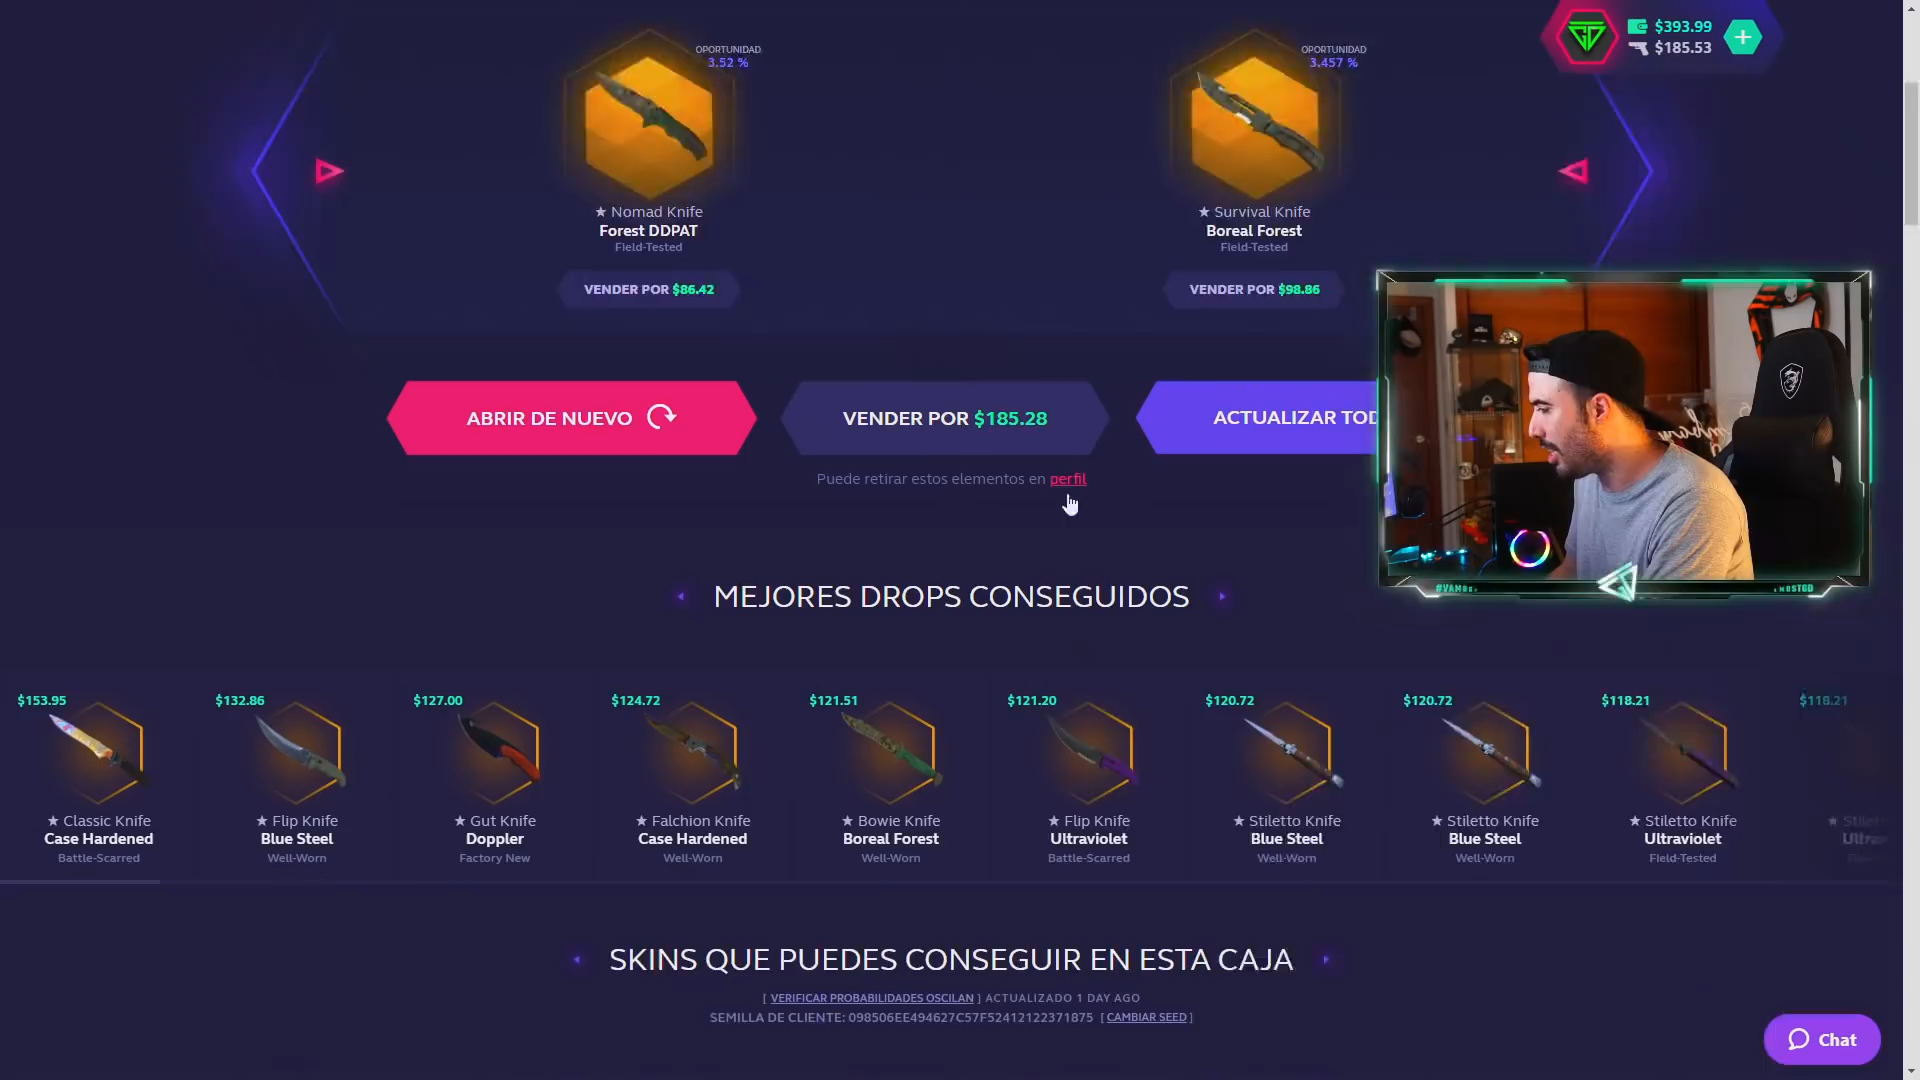 OPORTUNIDAD
3.52 %
OPORTUNIDAD
3.457 %
$393.99
$185.53
★ Nomad Knife
Forest DDPAT
Field-Tested
VENDER POR $86.42
★ Survival Knife
Boreal Forest
Field-Tested
VENDER POR $98.86
ABRIR DE NUEVO
VENDER POR $185.28
ACTUALIZAR TOD
Puede retirar estos elementos en perfil
MEJORES DROPS CONSEGUIDOS
$153.95
★ Classic Knife
Case Hardened
Battle-Scarred
$132.86
★ Flip Knife
Blue Steel
Well-Worn
$127.00
★ Gut Knife
Doppler
Factory New
$124.72
★ Falchion Knife
Case Hardened
Well-Worn
$121.51
★ Bowie Knife
Boreal Forest
Well-Worn
$121.20
★ Flip Knife
Ultraviolet
Battle-Scarred
$120.72
★ Stiletto Knife
Blue Steel
Well-Worn
$120.72
★ Stiletto Knife
Blue Steel
Well-Worn
$118.21
★ Stiletto Knife
Ultraviolet
Field-Tested
$118.21
SKINS QUE PUEDES CONSEGUIR EN ESTA CAJA
[ VERIFICAR PROBABILIDADES OSCILAN ] ACTUALIZADO 1 DAY AGO
SEMILLA DE CLIENTE: 098506EE494627C57F52412122371875 [ CAMBIAR SEED ]
Chat